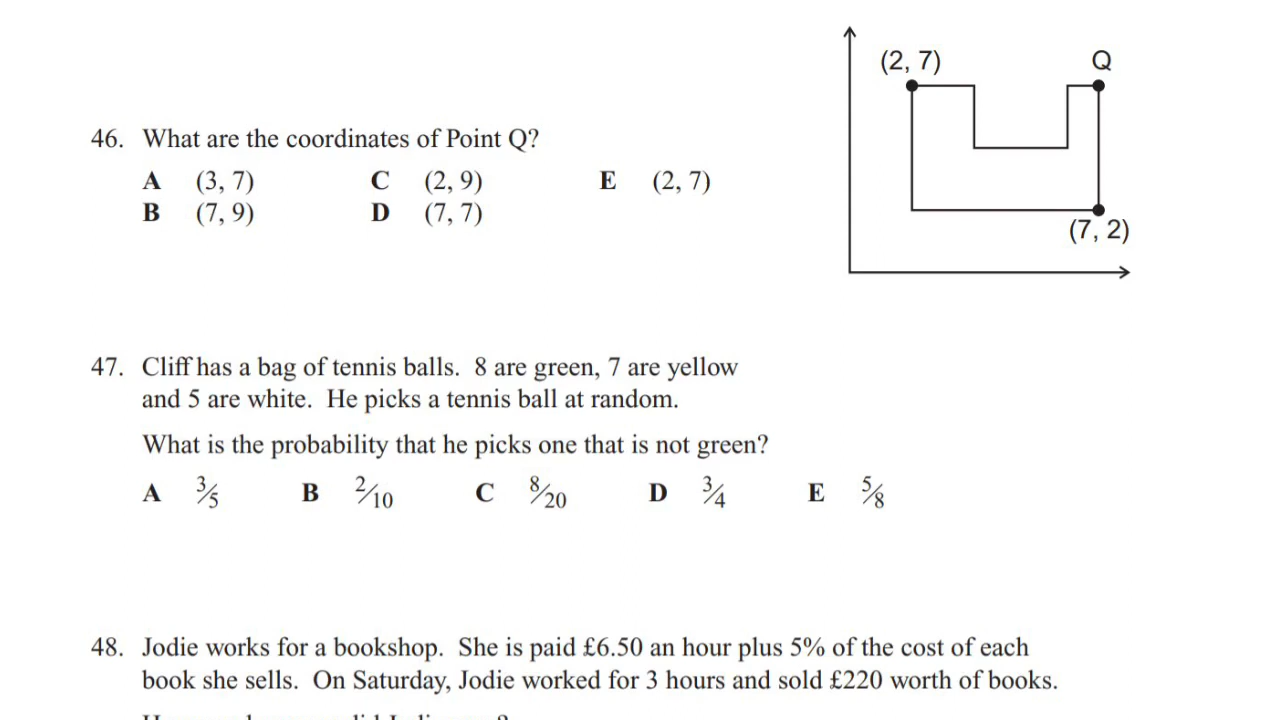 (2, 7) Q
46. What are the coordinates of Point Q?
A (3, 7) C (2, 9) E (2, 7)
B (7, 9) D (7, 7)
(7, 2)
47. Cliff has a bag of tennis balls. 8 are green, 7 are yellow
and 5 are white. He picks a tennis ball at random.
What is the probability that he picks one that is not green?
A 3/5 B 2/10 C 8/20 D 3/4 E 5/8
48. Jodie works for a bookshop. She is paid £6.50 an hour plus 5% of the cost of each
book she sells. On Saturday, Jodie worked for 3 hours and sold £220 worth of books.